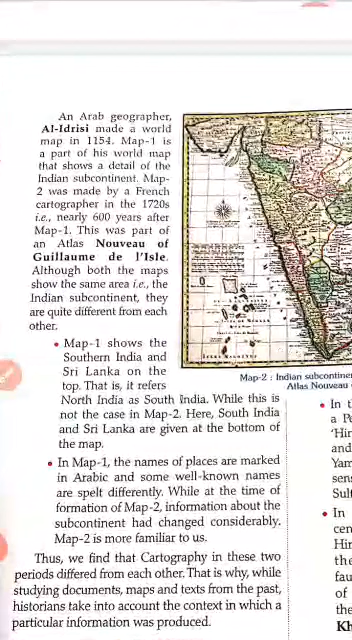 An Arab geographer,
Al-Idrisi made a world
map in 1154. Map-1 is
a part of his world map
that shows a detail of the
Indian subcontinent. Map-
2 was made by a French
cartographer in the 1720s
i.e., nearly 600 years after
Map-1. This was part of
an Atlas Nouveau of
Guillaume de l'Isle.
Although both the maps
show the same area i.e., the
Indian subcontinent, they
are quite different from each
other.
• Map-1 shows the
Southern India and
Sri Lanka on the
top. That is, it refers
North India as South India. While this is
not the case in Map-2. Here, South India
and Sri Lanka are given at the bottom of
the map.
• In Map-1, the names of places are marked
in Arabic and some well-known names
are spelt differently. While at the time of
formation of Map-2, information about the
subcontinent had changed considerably.
Map-2 is more familiar to us.
Thus, we find that Cartography in these two
periods differed from each other. That is why, while
studying documents, maps and texts from the past,
historians take into account the context in which a
particular information was produced.
Map-2 : Indian subcontine
Atlas Nouveau
• In t
a Pe
'Hir
and
Yam
sens
Sult
• In
cen
Hir
the
fau
of
the
Kh